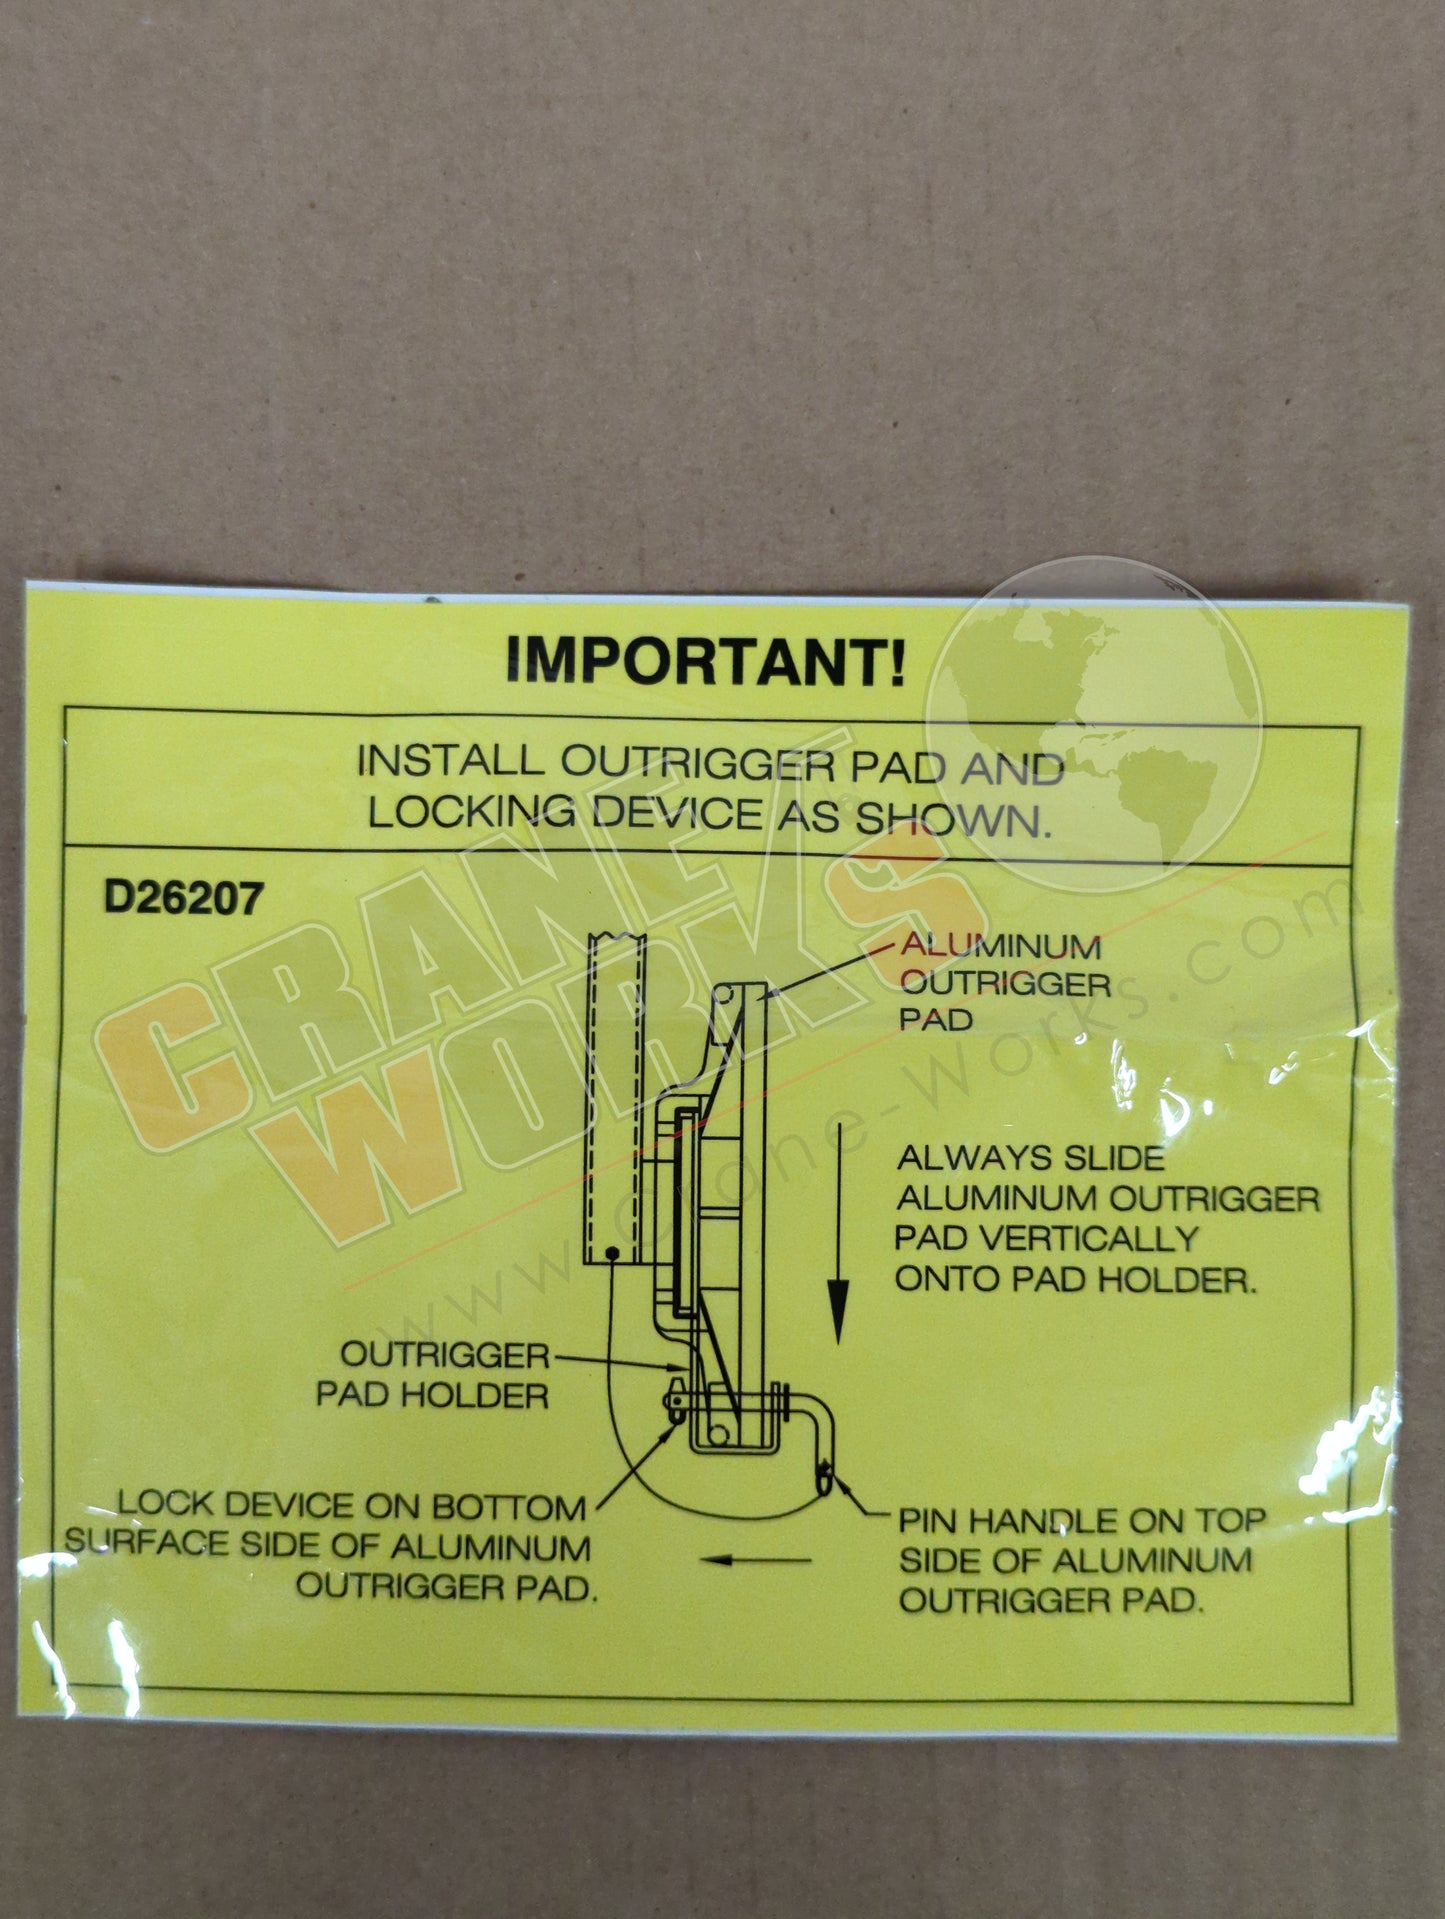 IMPORTANT!
INSTALL OUTRIGGER PAD AND
LOCKING DEVICE AS SHOWN.
D26207
ALUMINUM
OUTRIGGER
PAD
ALWAYS SLIDE
ALUMINUM OUTRIGGER
PAD VERTICALLY
ONTO PAD HOLDER.
OUTRIGGER
PAD HOLDER
LOCK DEVICE ON BOTTOM
SURFACE SIDE OF ALUMINUM
OUTRIGGER PAD.
PIN HANDLE ON TOP
SIDE OF ALUMINUM
OUTRIGGER PAD.
CRANE
WORKS
www.crane-works.com